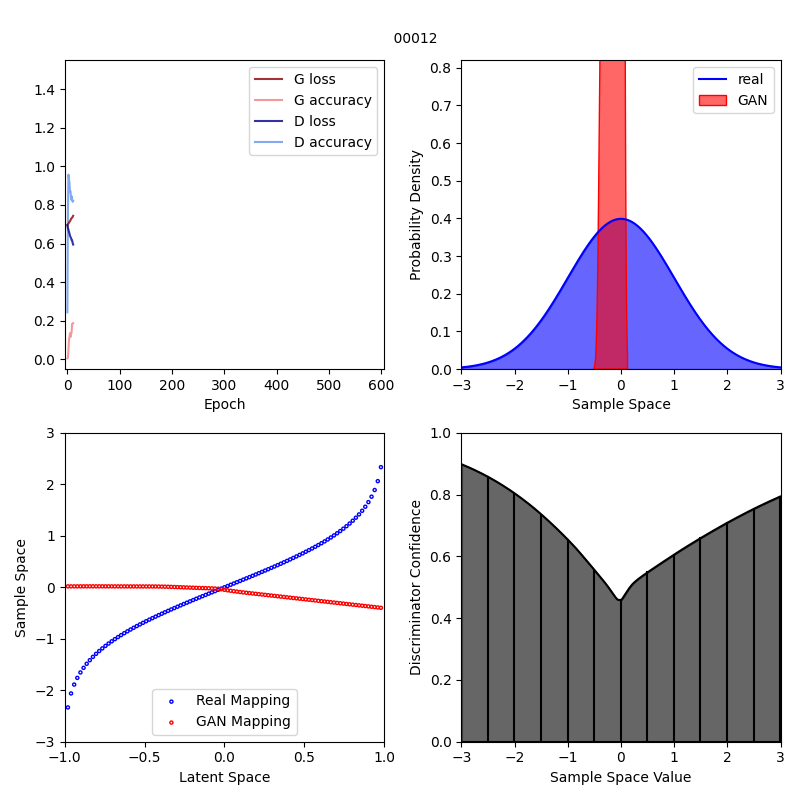 00012
1.4
1.2
1.0
0.8
0.6
0.4
0.2
0.0
0 100 200 300 400 500 600
Epoch
G loss
G accuracy
D loss
D accuracy
0.8
0.7
0.6
0.5
0.4
0.3
0.2
0.1
0.0
Probability Density
−3 −2 −1 0 1 2 3
Sample Space
real
GAN
3
2
1
0
−1
−2
−3
Sample Space
−1.0 −0.5 0.0 0.5 1.0
Latent Space
Real Mapping
GAN Mapping
1.0
0.8
0.6
0.4
0.2
0.0
Discriminator Confidence
−3 −2 −1 0 1 2 3
Sample Space Value